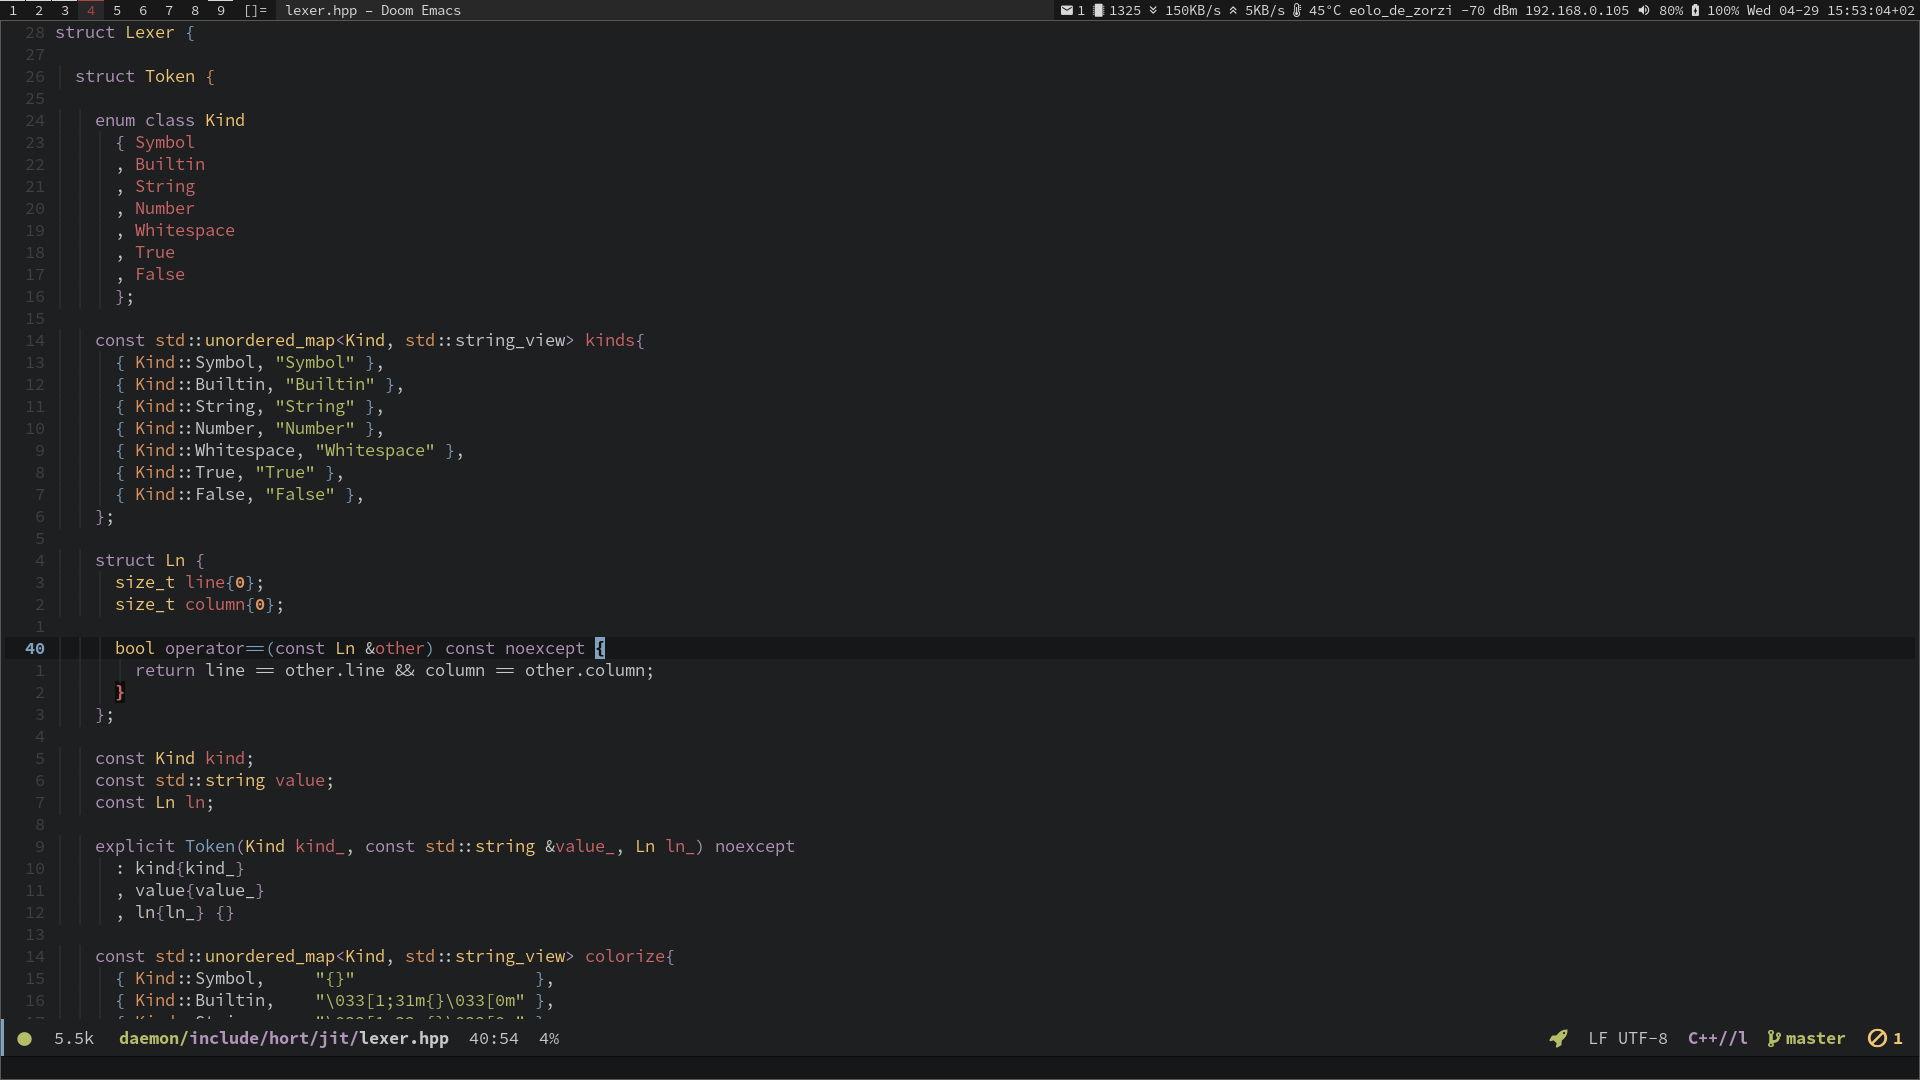 1 2 3 4 5 6 7 8 9 []= lexer.hpp – Doom Emacs 1 1325 150KB/s 5KB/s 45°C eolo_de_zorzi -70 dBm 192.168.0.105 80% 100% Wed 04-29 15:53:04+02
28 struct Lexer {
27
26 struct Token {
25
24 enum class Kind
23 { Symbol
22 , Builtin
21 , String
20 , Number
19 , Whitespace
18 , True
17 , False
16 };
15
14 const std::unordered_map<Kind, std::string_view> kinds{
13 { Kind::Symbol, "Symbol" },
12 { Kind::Builtin, "Builtin" },
11 { Kind::String, "String" },
10 { Kind::Number, "Number" },
9 { Kind::Whitespace, "Whitespace" },
8 { Kind::True, "True" },
7 { Kind::False, "False" },
6 };
5
4 struct Ln {
3 size_t line{0};
2 size_t column{0};
1
40 bool operator==(const Ln &other) const noexcept {
1 return line == other.line && column == other.column;
2 }
3 };
4
5 const Kind kind;
6 const std::string value;
7 const Ln ln;
8
9 explicit Token(Kind kind_, const std::string &value_, Ln ln_) noexcept
10 : kind{kind_}
11 , value{value_}
12 , ln{ln_} {}
13
14 const std::unordered_map<Kind, std::string_view> colorize{
15 { Kind::Symbol, "{}" },
16 { Kind::Builtin, "\033[1;31m{}\033[0m" },
5.5k daemon/include/hort/jit/lexer.hpp 40:54 4% LF UTF-8 C++//l master 1